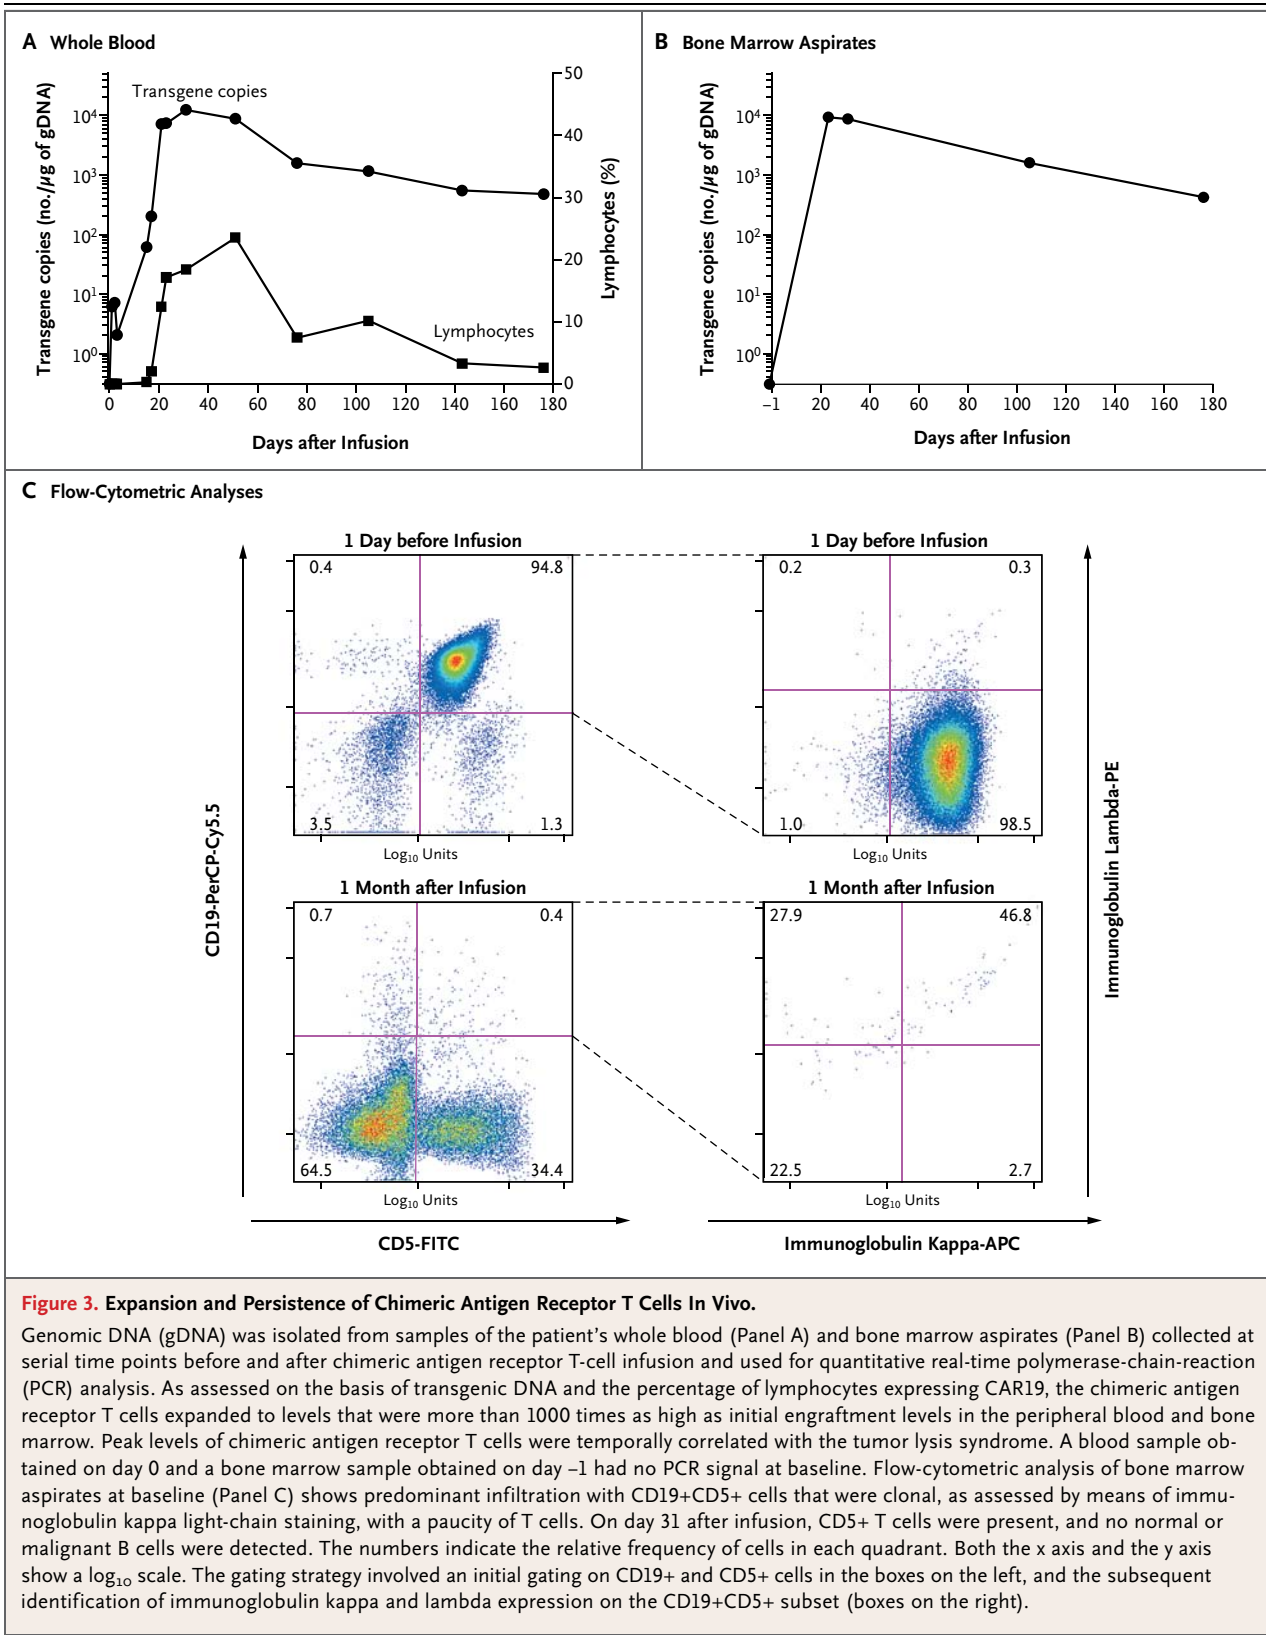 A Whole Blood
Transgene copies (no./µg of gDNA)
10⁴
10³
10²
10¹
10⁰
Transgene copies
Lymphocytes
50
40
30
20
10
0
Lymphocytes (%)
0 20 40 60 80 100 120 140 160 180
Days after Infusion
B Bone Marrow Aspirates
Transgene copies (no./µg of gDNA)
10⁴
10³
10²
10¹
10⁰
–1 20 40 60 80 100 120 140 160 180
Days after Infusion
C Flow-Cytometric Analyses
CD19-PerCP-Cy5.5
1 Day before Infusion
0.4 94.8
3.5 1.3
Log₁₀ Units
1 Day before Infusion
0.2 0.3
1.0 98.5
Log₁₀ Units
1 Month after Infusion
0.7 0.4
64.5 34.4
Log₁₀ Units
1 Month after Infusion
27.9 46.8
22.5 2.7
Log₁₀ Units
Immunoglobulin Lambda-PE
CD5-FITC
Immunoglobulin Kappa-APC
Figure 3. Expansion and Persistence of Chimeric Antigen Receptor T Cells In Vivo.
Genomic DNA (gDNA) was isolated from samples of the patient's whole blood (Panel A) and bone marrow aspirates (Panel B) collected at
serial time points before and after chimeric antigen receptor T-cell infusion and used for quantitative real-time polymerase-chain-reaction
(PCR) analysis. As assessed on the basis of transgenic DNA and the percentage of lymphocytes expressing CAR19, the chimeric antigen
receptor T cells expanded to levels that were more than 1000 times as high as initial engraftment levels in the peripheral blood and bone
marrow. Peak levels of chimeric antigen receptor T cells were temporally correlated with the tumor lysis syndrome. A blood sample ob-
tained on day 0 and a bone marrow sample obtained on day –1 had no PCR signal at baseline. Flow-cytometric analysis of bone marrow
aspirates at baseline (Panel C) shows predominant infiltration with CD19+CD5+ cells that were clonal, as assessed by means of immu-
noglobulin kappa light-chain staining, with a paucity of T cells. On day 31 after infusion, CD5+ T cells were present, and no normal or
malignant B cells were detected. The numbers indicate the relative frequency of cells in each quadrant. Both the x axis and the y axis
show a log₁₀ scale. The gating strategy involved an initial gating on CD19+ and CD5+ cells in the boxes on the left, and the subsequent
identification of immunoglobulin kappa and lambda expression on the CD19+CD5+ subset (boxes on the right).